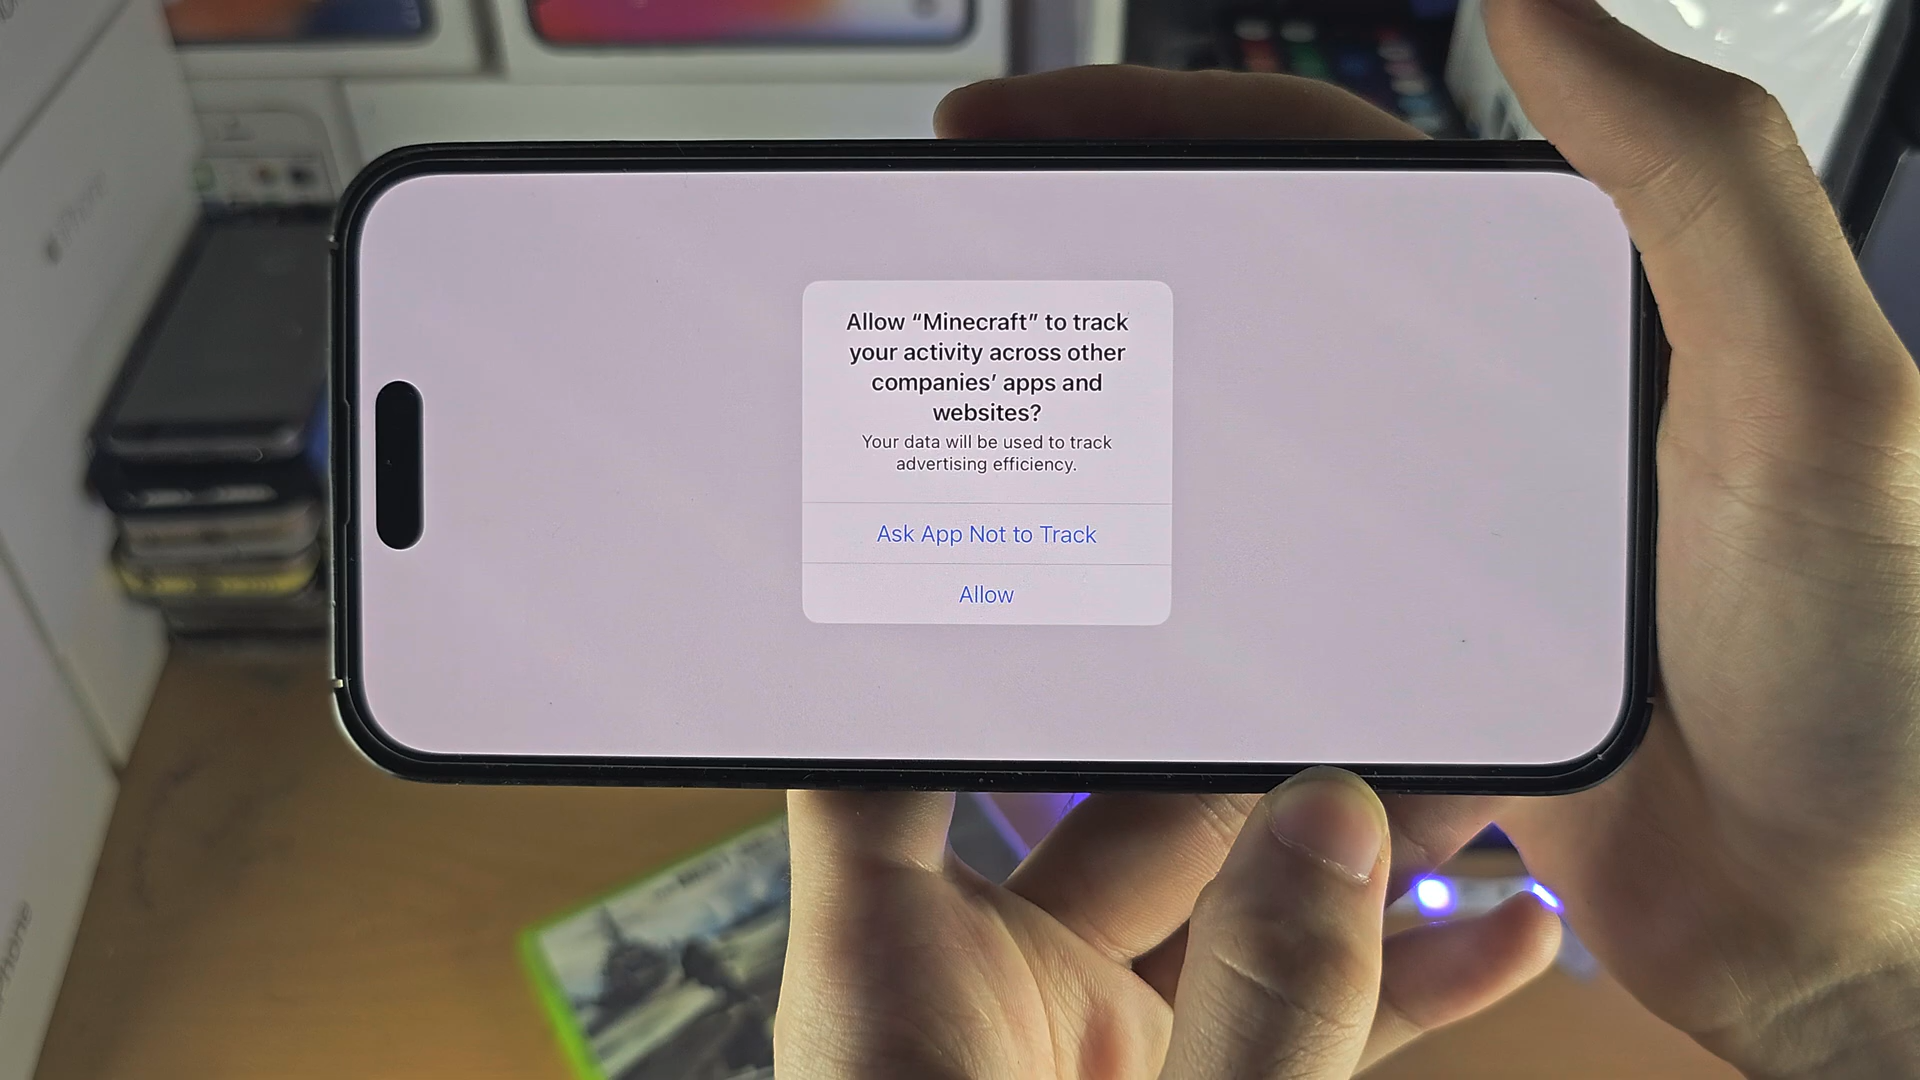 Allow “Minecraft” to track
your activity across other
companies’ apps and
websites?
Your data will be used to track
advertising efficiency.
Ask App Not to Track
Allow
iPhone